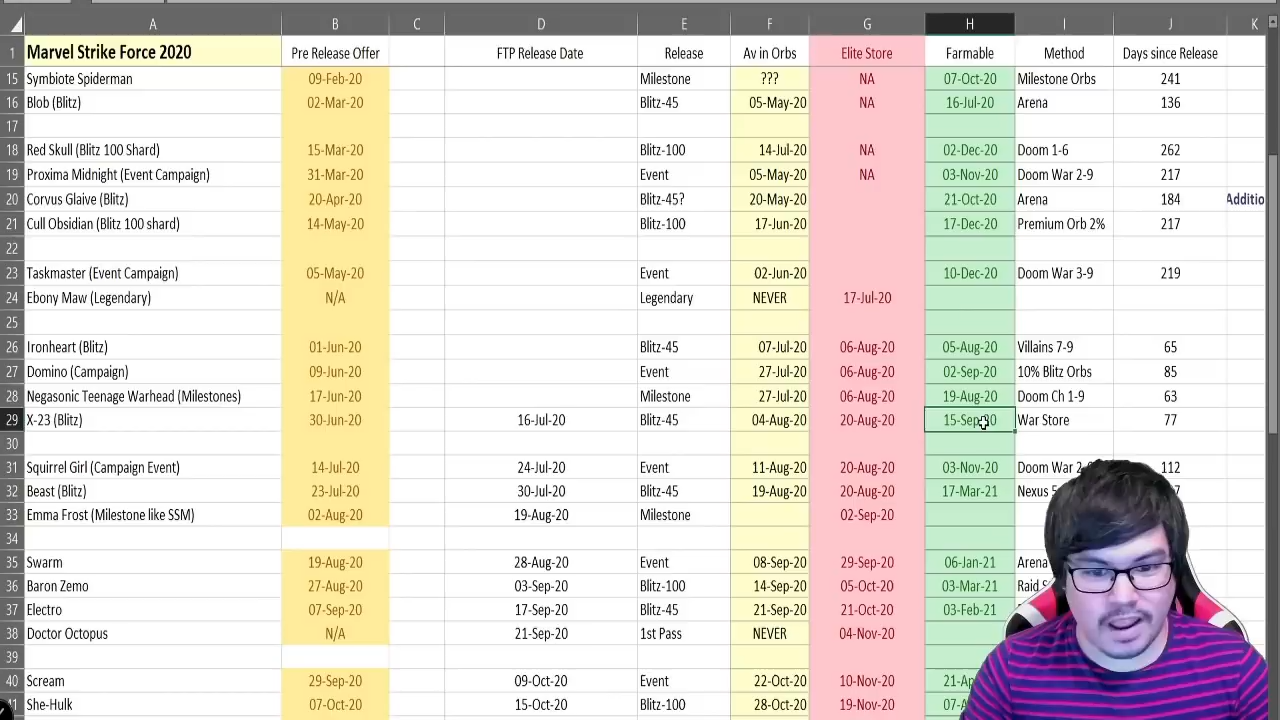 A B C D E F G H I J K
1 Marvel Strike Force 2020 Pre Release Offer FTP Release Date Release Av in Orbs Elite Store Farmable Method Days since Release
15 Symbiote Spiderman 09-Feb-20 Milestone ??? NA 07-Oct-20 Milestone Orbs 241
16 Blob (Blitz) 02-Mar-20 Blitz-45 05-May-20 NA 16-Jul-20 Arena 136
17
18 Red Skull (Blitz 100 Shard) 15-Mar-20 Blitz-100 14-Jul-20 NA 02-Dec-20 Doom 1-6 262
19 Proxima Midnight (Event Campaign) 31-Mar-20 Event 05-May-20 NA 03-Nov-20 Doom War 2-9 217
20 Corvus Glaive (Blitz) 20-Apr-20 Blitz-45? 20-May-20 21-Oct-20 Arena 184 Additio
21 Cull Obsidian (Blitz 100 shard) 14-May-20 Blitz-100 17-Jun-20 17-Dec-20 Premium Orb 2% 217
22
23 Taskmaster (Event Campaign) 05-May-20 Event 02-Jun-20 10-Dec-20 Doom War 3-9 219
24 Ebony Maw (Legendary) N/A Legendary NEVER 17-Jul-20
25
26 Ironheart (Blitz) 01-Jun-20 Blitz-45 07-Jul-20 06-Aug-20 05-Aug-20 Villains 7-9 65
27 Domino (Campaign) 09-Jun-20 Event 27-Jul-20 06-Aug-20 02-Sep-20 10% Blitz Orbs 85
28 Negasonic Teenage Warhead (Milestones) 17-Jun-20 Milestone 27-Jul-20 06-Aug-20 19-Aug-20 Doom Ch 1-9 63
29 X-23 (Blitz) 30-Jun-20 16-Jul-20 Blitz-45 04-Aug-20 20-Aug-20 15-Sep-20 War Store 77
30
31 Squirrel Girl (Campaign Event) 14-Jul-20 24-Jul-20 Event 11-Aug-20 20-Aug-20 03-Nov-20 Doom War 112
32 Beast (Blitz) 23-Jul-20 30-Jul-20 Blitz-45 19-Aug-20 20-Aug-20 17-Mar-21 Nexus
33 Emma Frost (Milestone like SSM) 02-Aug-20 19-Aug-20 Milestone 02-Sep-20
34
35 Swarm 19-Aug-20 28-Aug-20 Event 08-Sep-20 29-Sep-20 06-Jan-21 Arena
36 Baron Zemo 27-Aug-20 03-Sep-20 Blitz-100 14-Sep-20 05-Oct-20 03-Mar-21 Raid
37 Electro 07-Sep-20 17-Sep-20 Blitz-45 21-Sep-20 21-Oct-20 03-Feb-21
38 Doctor Octopus N/A 21-Sep-20 1st Pass NEVER 04-Nov-20
39
40 Scream 29-Sep-20 09-Oct-20 Event 22-Oct-20 10-Nov-20
41 She-Hulk 07-Oct-20 15-Oct-20 Blitz-100 28-Oct-20 19-Nov-20